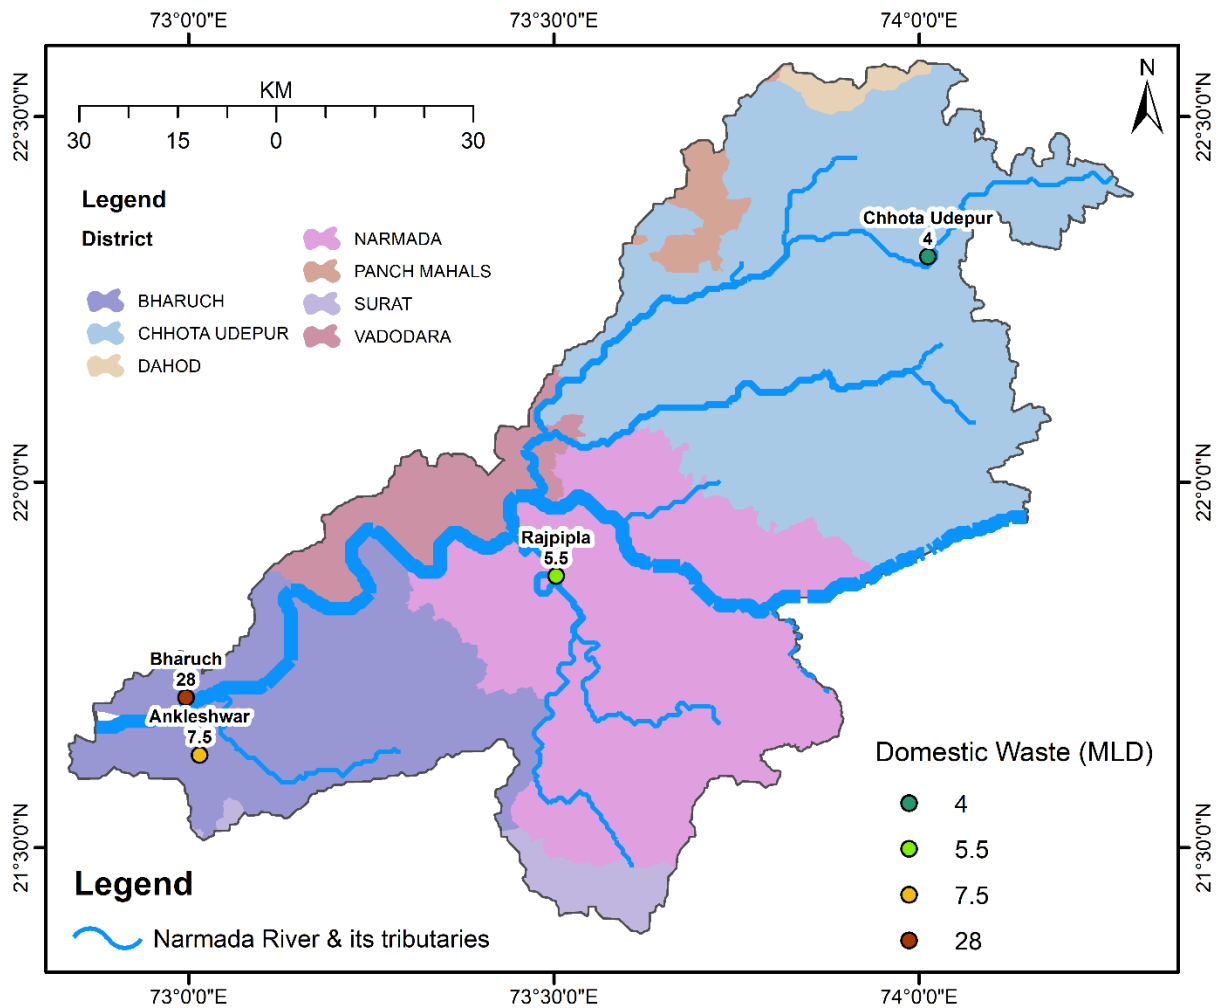 73°0'0"E
73°30'0"E
74°0'0"E
N
KM
30
15
0
30
22°30'0"N
22°30'0"N
Legend
District
BHARUCH
CHHOTA UDEPUR
DAHOD
NARMADA
PANCH MAHALS
SURAT
VADODARA
Chhota Udepur
4
22°0'0"N
22°0'0"N
Rajpipla
5.5
Bharuch
28
Ankleshwar
7.5
Domestic Waste (MLD)
4
5.5
7.5
28
21°30'0"N
21°30'0"N
Legend
Narmada River & its tributaries
73°0'0"E
73°30'0"E
74°0'0"E